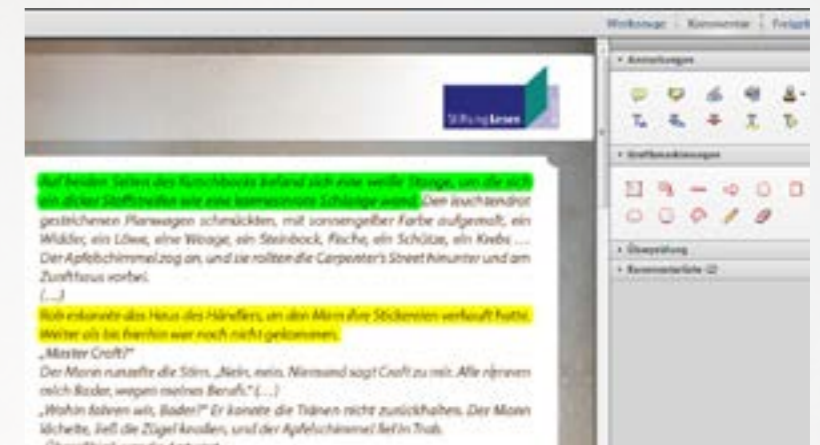 Werkzeuge Kommentar
Anmerkungen
Stiftung Lesen
Grafikmarkierungen
Auf beiden Seiten des Kutschbocks befand sich eine weiße Stange, um die sich
ein dicker Stoffstreifen wie eine karmesinrote Schlange wand. Den leuchtendrot
gestrichenen Planwagen schmückten, mit sonnengelber Farbe aufgemalt, ein
Widder, ein Löwe, eine Waage, ein Steinbock, Fische, ein Schütze, ein Krebs ....
Der Apfelschimmel zog an, und sie rollten die Carpenter's Street hinunter und am
Zunfthaus vorbei.
(...)
Überprüfung
Kommentarliste (2)
Rob erkannte das Haus des Händlers, an den Mam ihre Stickereien verkauft hatte.
Weiter als bis hierhin war noch nicht gekommen.
„Master Croft?"
Der Mann runzelte die Stirn. „Nein, nein. Niemand sagt Croft zu mir. Alle nennen
mich Bader, wegen meines Berufs." (...)
„Wohin fahren wir, Bader?" Er konnte die Tränen nicht zurückhalten. Der Mann
lächelte, ließ die Zügel knallen, und der Apfelschimmel fiel in Trab.